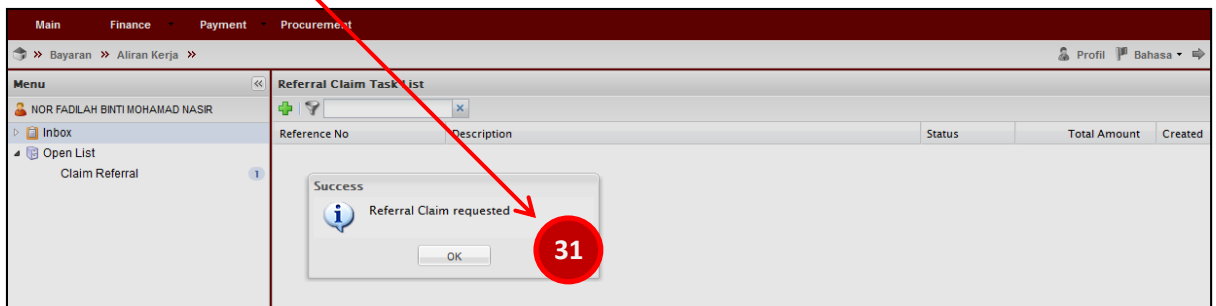 Main Finance Payment Procurement
» Bayaran » Aliran Kerja » Profil Bahasa
Menu « Referral Claim Task List
NOR FADILAH BINTI MOHAMAD NASIR
Inbox Reference No Description Status Total Amount Created
Open List
Claim Referral 1
Success
Referral Claim requested
OK
31